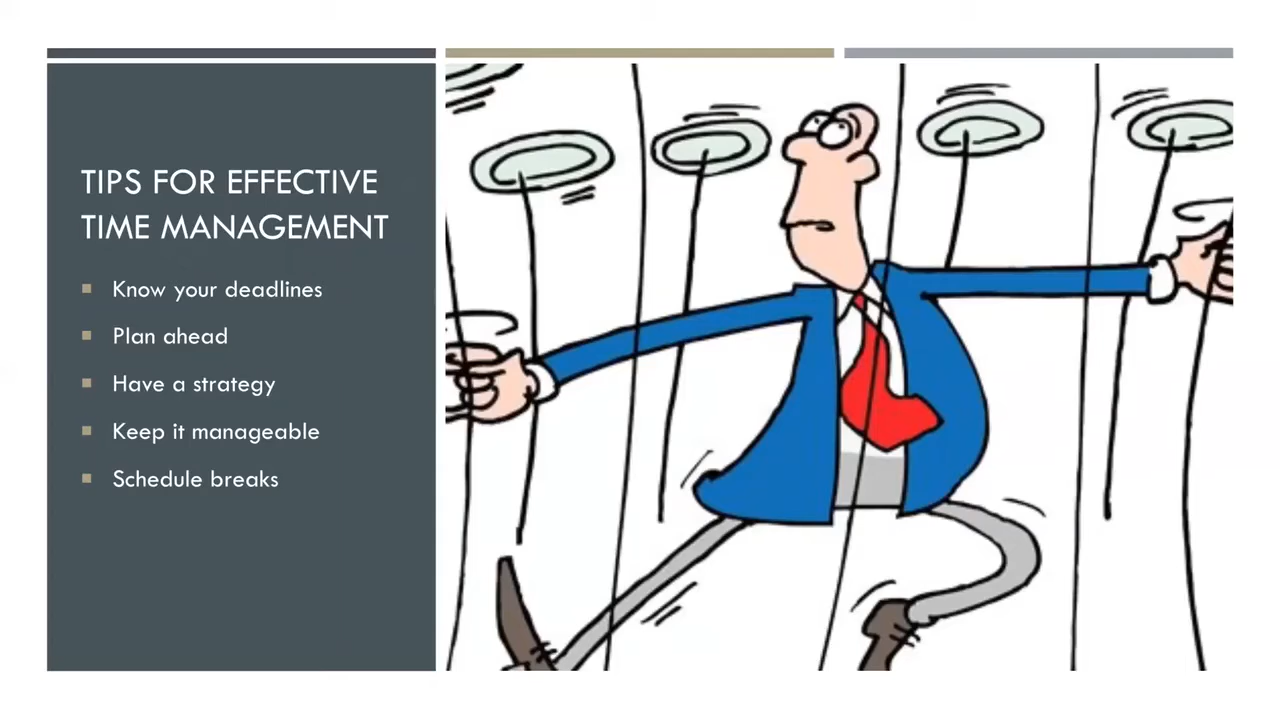 TIPS FOR EFFECTIVE
TIME MANAGEMENT
Know your deadlines
Plan ahead
Have a strategy
Keep it manageable
Schedule breaks